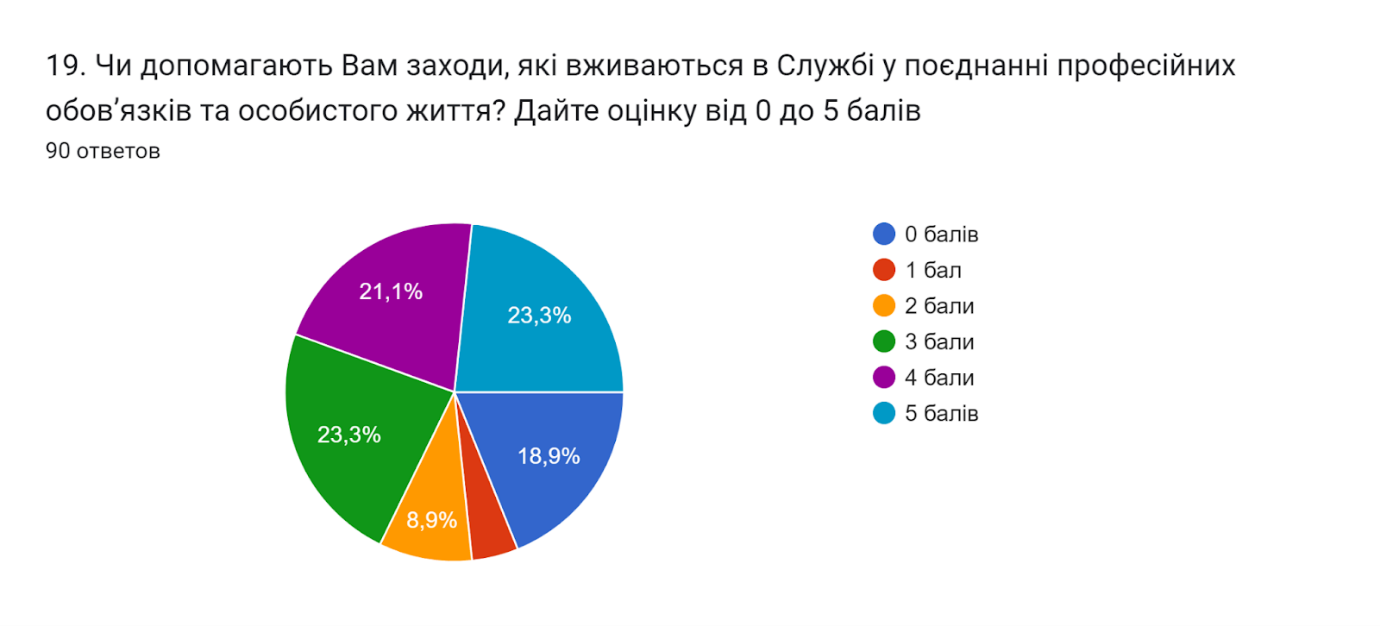 19. Чи допомагають Вам заходи, які вживаються в Службі у поєднанні професійних
обов’язків та особистого життя? Дайте оцінку від 0 до 5 балів
90 ответов
21,1%
23,3%
23,3%
18,9%
8,9%
0 балів
1 бал
2 бали
3 бали
4 бали
5 балів